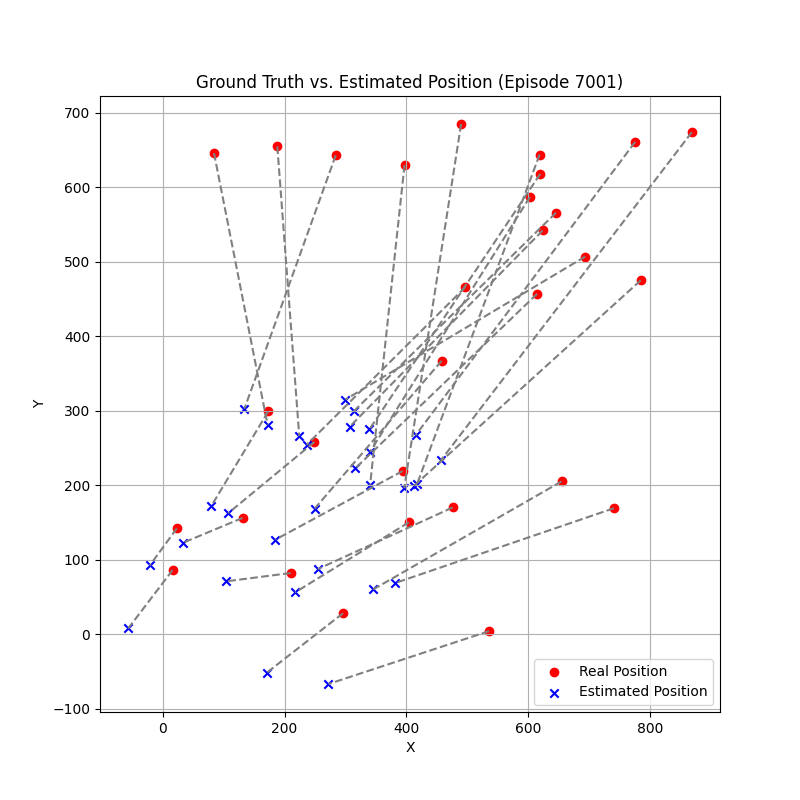 Ground Truth vs. Estimated Position (Episode 7001)
700
600
500
400
300
200
100
0
−100
Y
0 200 400 600 800
X
Real Position
Estimated Position